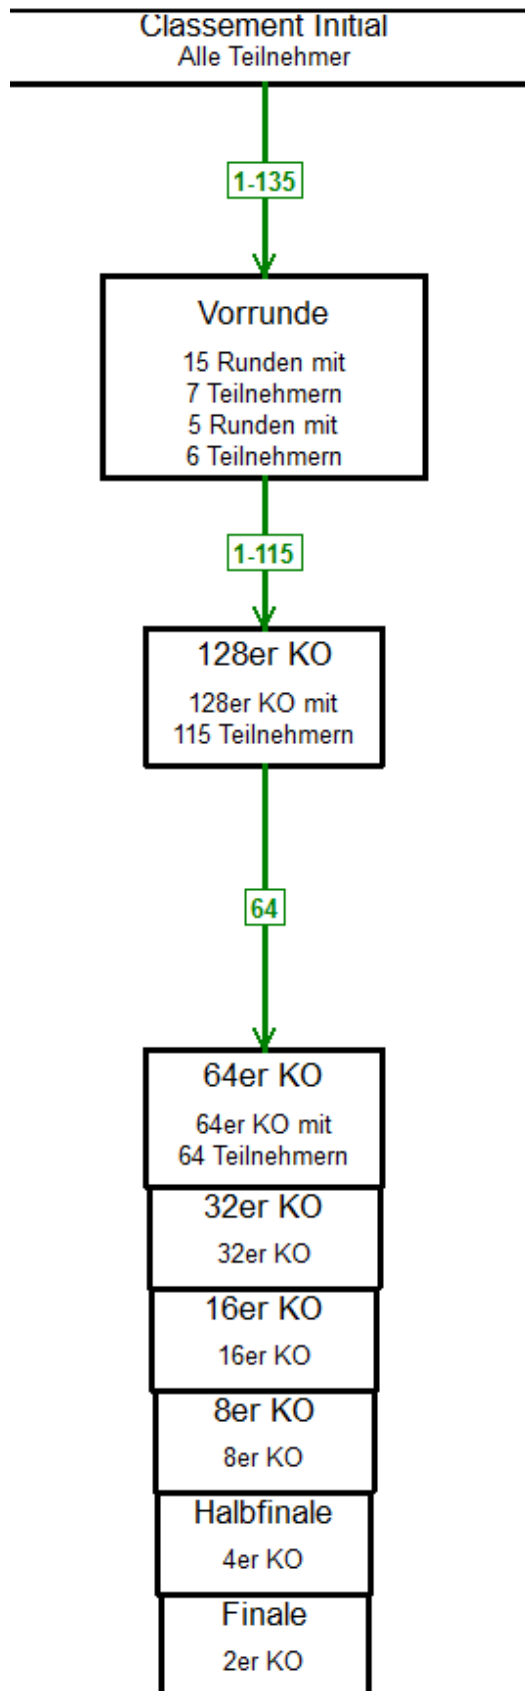 Classement Initial
Alle Teilnehmer
1-135
Vorrunde
15 Runden mit
7 Teilnehmern
5 Runden mit
6 Teilnehmern
1-115
128er KO
128er KO mit
115 Teilnehmern
64
64er KO
64er KO mit
64 Teilnehmern
32er KO
32er KO
16er KO
16er KO
8er KO
8er KO
Halbfinale
4er KO
Finale
2er KO